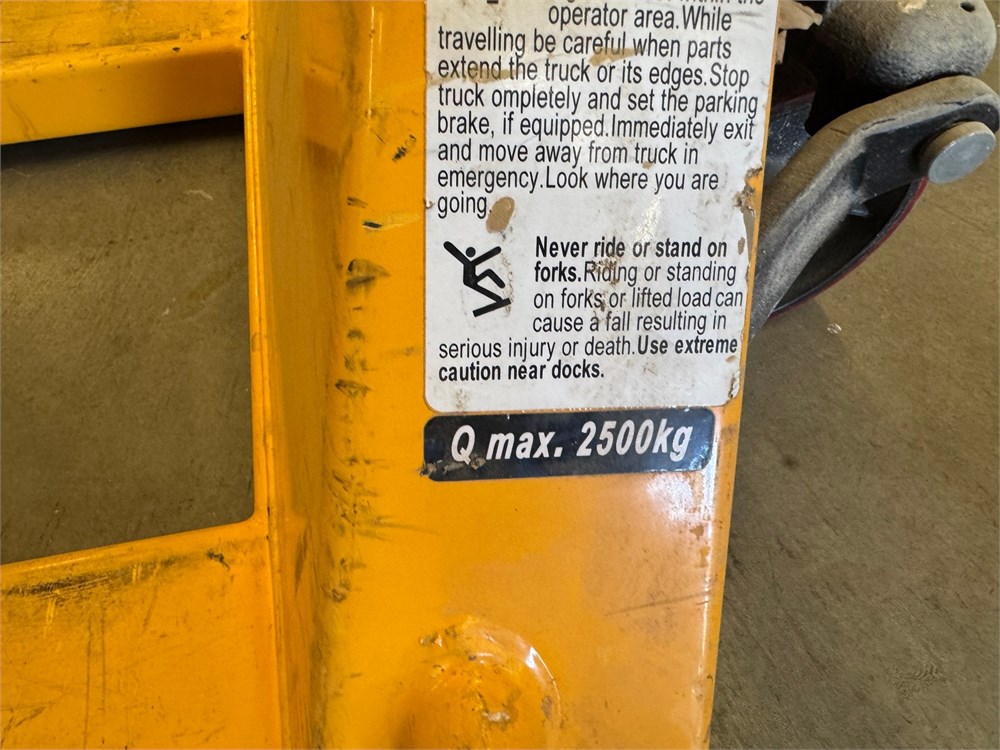 within the
operator area.While
travelling be careful when parts
extend the truck or its edges.Stop
truck ompletely and set the parking
brake, if equipped.Immediately exit
and move away from truck in
emergency.Look where you are
going.
Never ride or stand on
forks.Riding or standing
on forks or lifted load can
cause a fall resulting in
serious injury or death.Use extreme
caution near docks.
Q max. 2500kg